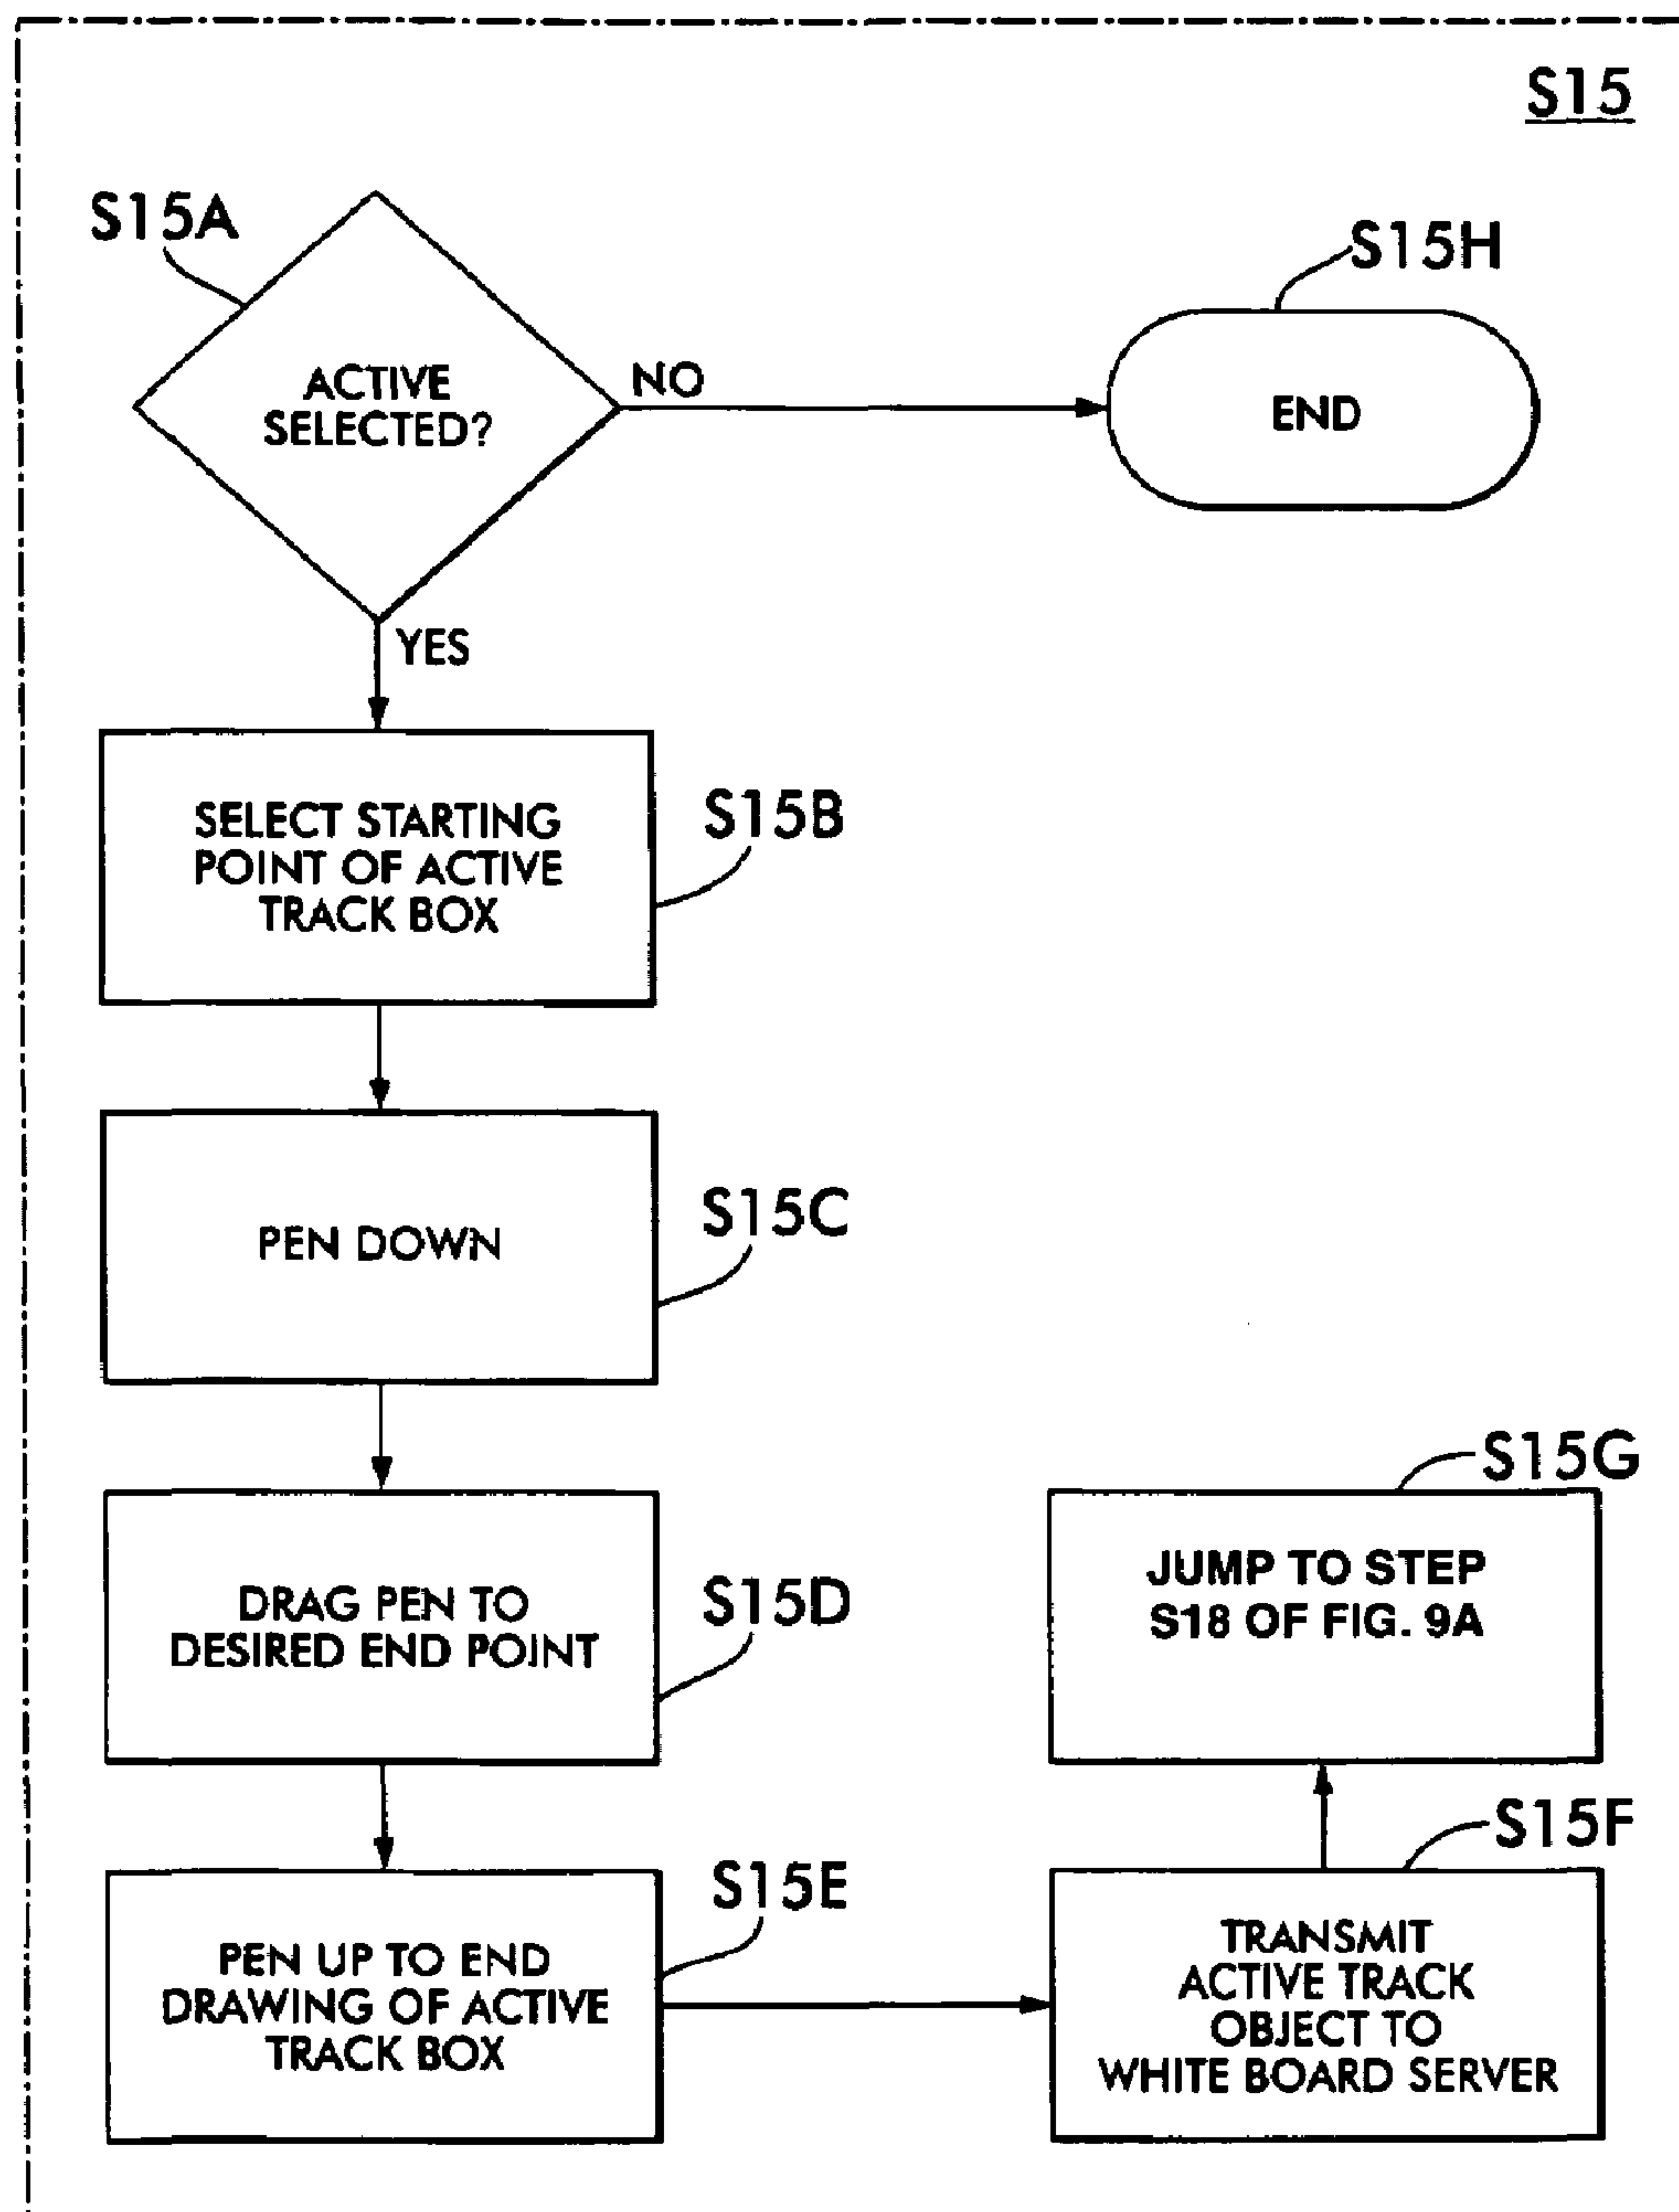 S15
S15A
S15H
ACTIVE
SELECTED?
NO
END
YES
SELECT STARTING
POINT OF ACTIVE
TRACK BOX
S15B
PEN DOWN
S15C
DRAG PEN TO
DESIRED END POINT
S15D
PEN UP TO END
DRAWING OF ACTIVE
TRACK BOX
S15E
TRANSMIT
ACTIVE TRACK
OBJECT TO
WHITE BOARD SERVER
S15F
JUMP TO STEP
S18 OF FIG. 9A
S15G